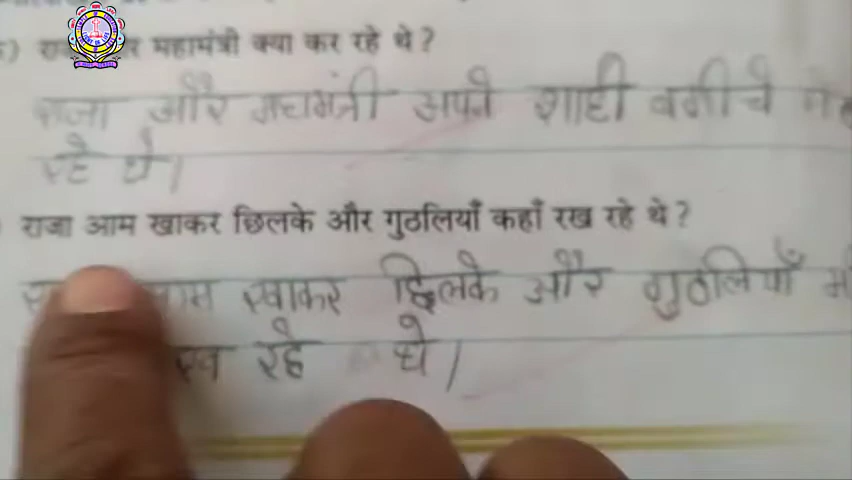 महामंत्री क्या कर रहे थे?
राजा और महामंत्री अपने शाही बगीचे
रहे थे।
राजा आम खाकर छिलके और गुठलियाँ कहाँ रख रहे थे?
आम खाकर छिलके और गुठलियाँ
रख रहे थे।